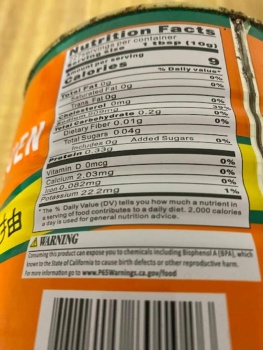 Nutrition Facts
servings per container
Serving size 1 tbsp (10g)
Amount per serving
Calories 9
% Daily value*
Total Fat 0g 0%
Saturated Fat 0g 0%
Trans Fat 0g
Cholesterol 0mg 0%
39%
Total Carbohydrate 0.2g 0%
Dietary Fiber 0.01g 0%
Total Sugars 0.04g
Includes 0g Added Sugars 0%
Protein 0.33g
Vitamin D 0mcg 0%
Calcium 2.03mg 0%
Iron 0.082mg 0%
Potassium 22.2mg 1%
* The % Daily Value (DV) tells you how much a nutrient in
a serving of food contributes to a daily diet. 2,000 calories
a day is used for general nutrition advice.
WARNING
Consuming this product can expose you to chemicals including Bisphenol A (BPA), which
known to the State of California to cause birth defects or other reproductive harm.
For more information go to www.P65Warnings.ca.gov/food
EN
油